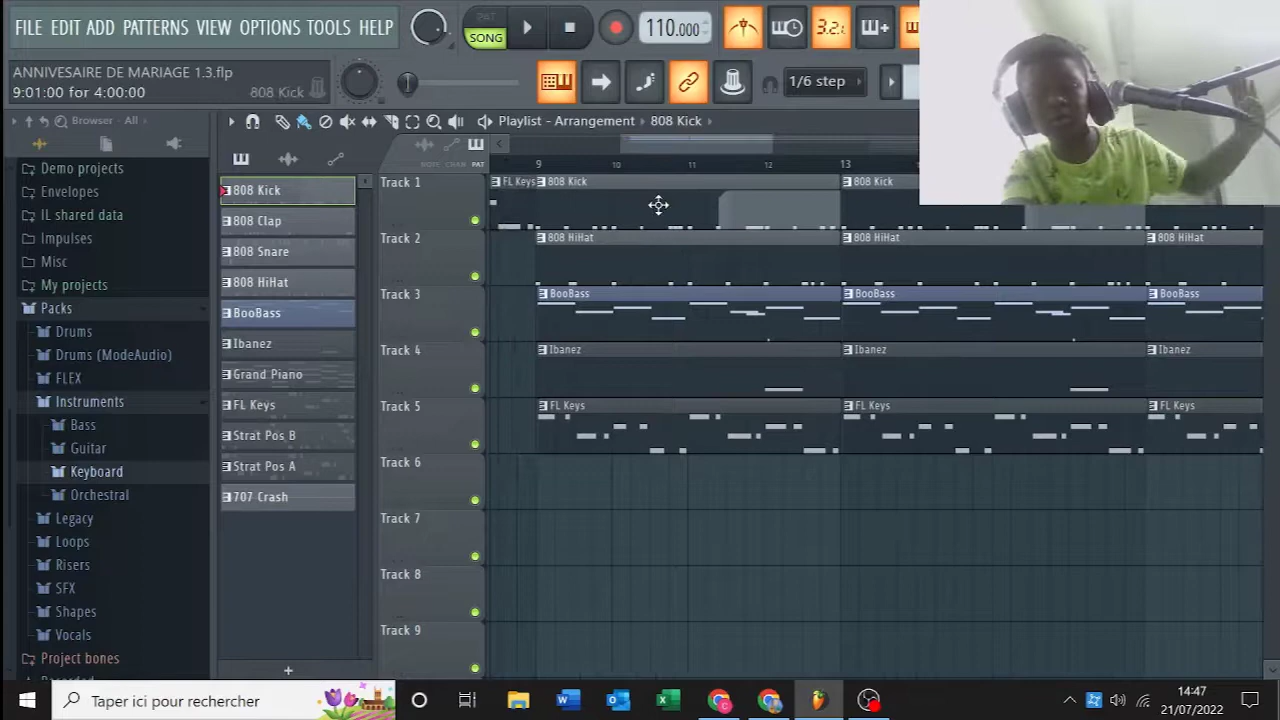 FILE EDIT ADD PATTERNS VIEW OPTIONS TOOLS HELP
PAT
SONG
110.000
3.2.
ANNIVESAIRE DE MARIAGE 1.3.flp
9:01:00 for 4:00:00
808 Kick
1/6 step
Browser - All
Playlist - Arrangement 808 Kick
NOTE CHAN PAT
9 10 11 12 13
Demo projects
Envelopes
IL shared data
Impulses
Misc
My projects
Packs
Drums
Drums (ModeAudio)
FLEX
Instruments
Bass
Guitar
Keyboard
Orchestral
Legacy
Loops
Risers
SFX
Shapes
Vocals
Project bones
808 Kick
808 Clap
808 Snare
808 HiHat
BooBass
Ibanez
Grand Piano
FL Keys
Strat Pos B
Strat Pos A
707 Crash
Track 1
FL Keys 808 Kick 808 Kick
Track 2
808 HiHat 808 HiHat 808 HiHat
Track 3
BooBass BooBass BooBass
Track 4
Ibanez Ibanez Ibanez
Track 5
FL Keys FL Keys FL Keys
Track 6
Track 7
Track 8
Track 9
Taper ici pour rechercher
14:47
21/07/2022